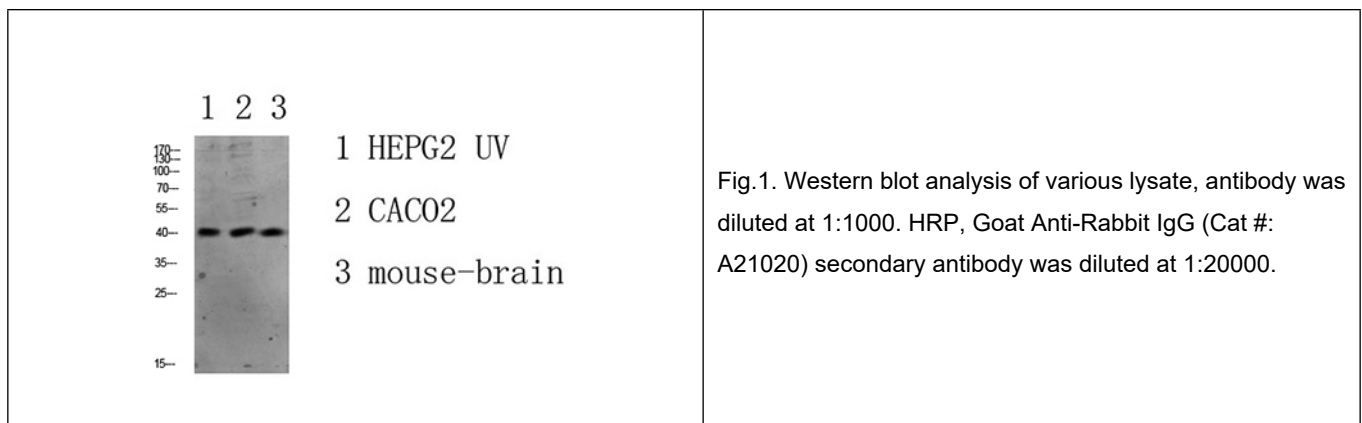 1 2 3
170—
130—
100—
70—
55—
40—
35—
25—
15—
1 HEPG2 UV
2 CACO2
3 mouse-brain
Fig.1. Western blot analysis of various lysate, antibody was
diluted at 1:1000. HRP, Goat Anti-Rabbit IgG (Cat #:
A21020) secondary antibody was diluted at 1:20000.